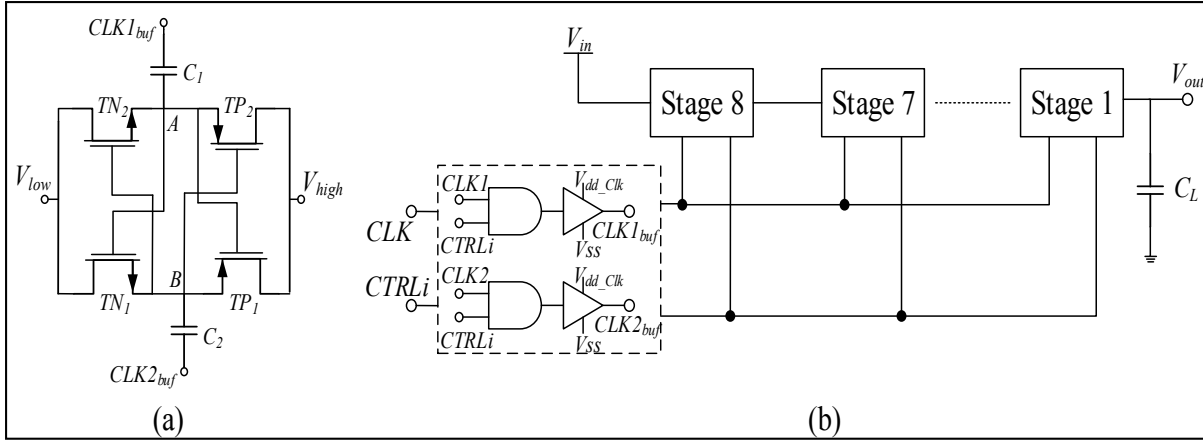 CLK1buf
C1
TN2
TP2
A
Vlow
Vhigh
B
TN1
TP1
C2
CLK2buf
(a)
Vin
Stage 8
Stage 7
Stage 1
Vout
CL
CLK
CTRLi
CLK1
CTRLi
Vdd_Clk
Vss
CLK1buf
CLK2
CTRLi
Vdd_Clk
Vss
CLK2buf
(b)